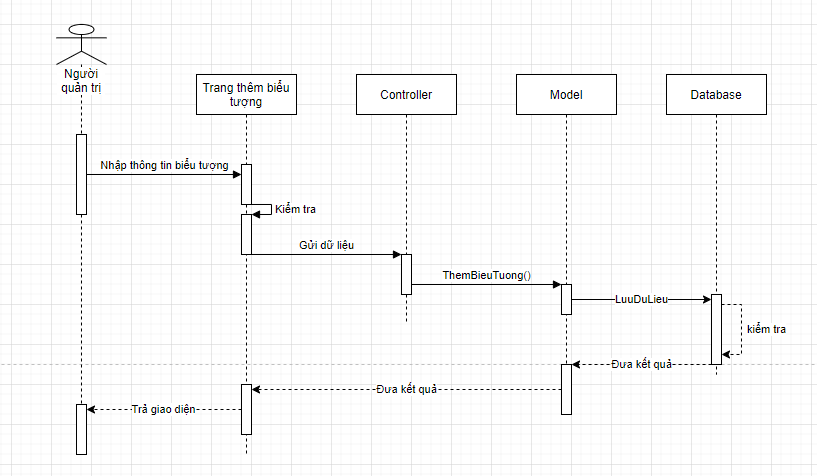 Người
quản trị
Trang thêm biểu
tượng
Controller
Model
Database
Nhập thông tin biểu tượng
Kiểm tra
Gửi dữ liệu
ThemBieuTuong()
LuuDuLieu
kiểm tra
Đưa kết quả
Đưa kết quả
Trả giao diện